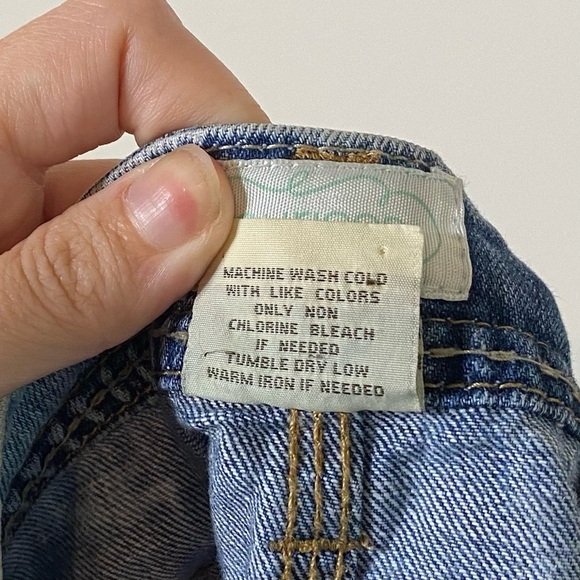 MACHINE WASH COLD
WITH LIKE COLORS
ONLY NON
CHLORINE BLEACH
IF NEEDED
TUMBLE DRY LOW
WARM IRON IF NEEDED